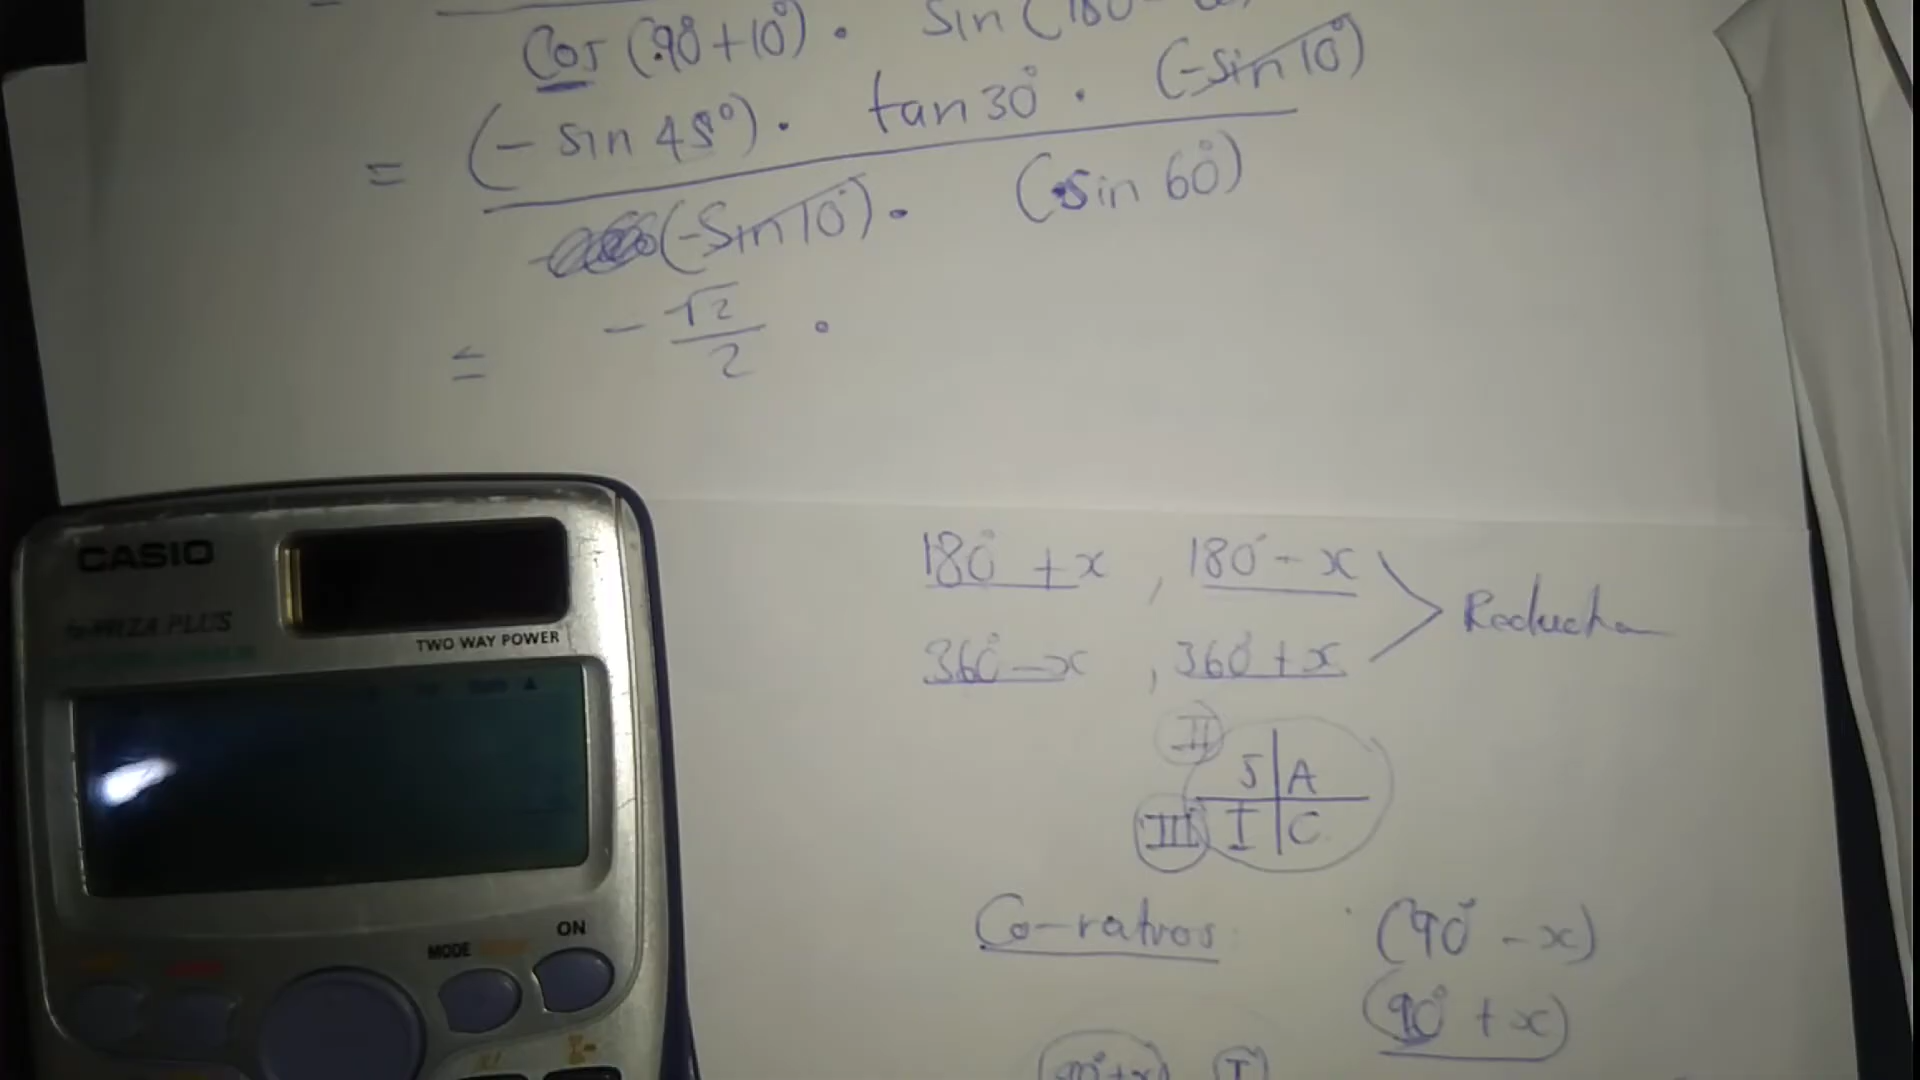 Cos (90°+10°) · sin (180°-
= (- sin 45°) · tan 30° · (-sin 10°)
(-sin 10°) · (sin 60°)
= - √2/2 ·
CASIO
PLUS
TWO WAY POWER
MODE
ON
180° + x , 180° - x
360° - x , 360° + x
II
S A
III T C
Co-ratios (90° - x)
(90° + x)